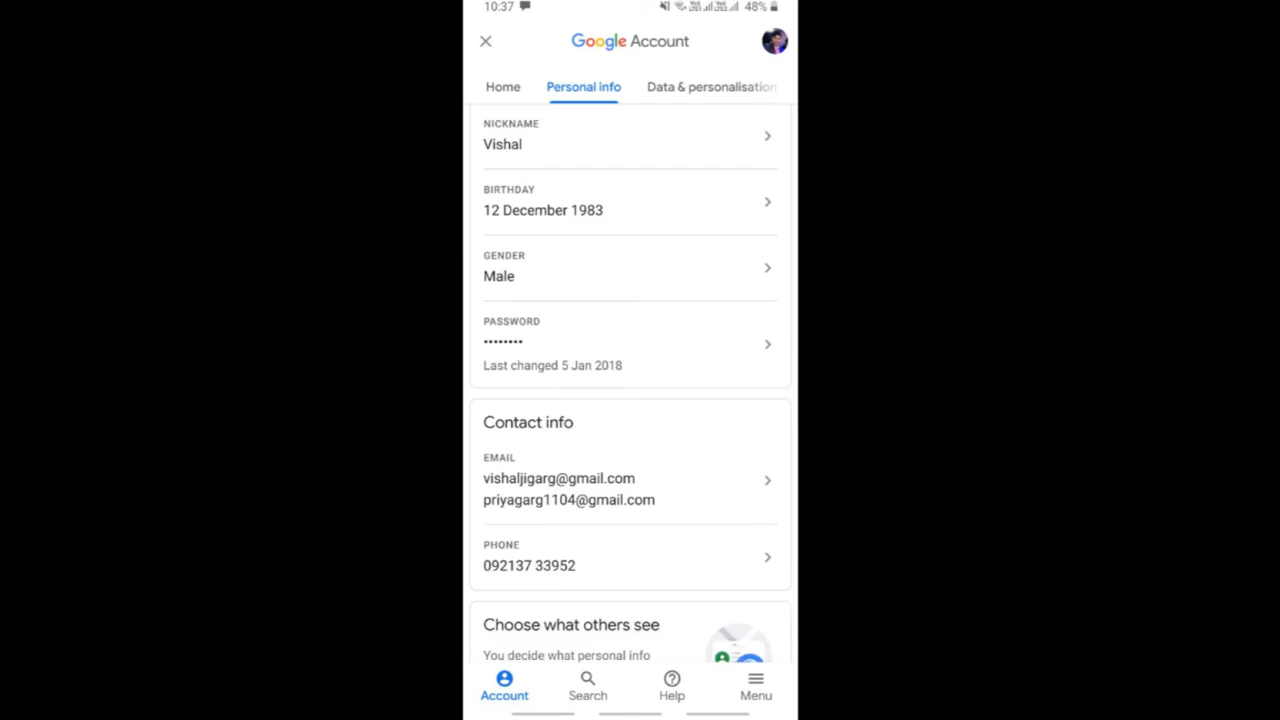 10:37 48%
Google Account
Home Personal info Data & personalisation
NICKNAME
Vishal
BIRTHDAY
12 December 1983
GENDER
Male
PASSWORD
••••••••
Last changed 5 Jan 2018
Contact info
EMAIL
vishaljigarg@gmail.com
priyagarg1104@gmail.com
PHONE
092137 33952
Choose what others see
You decide what personal info
Account Search Help Menu